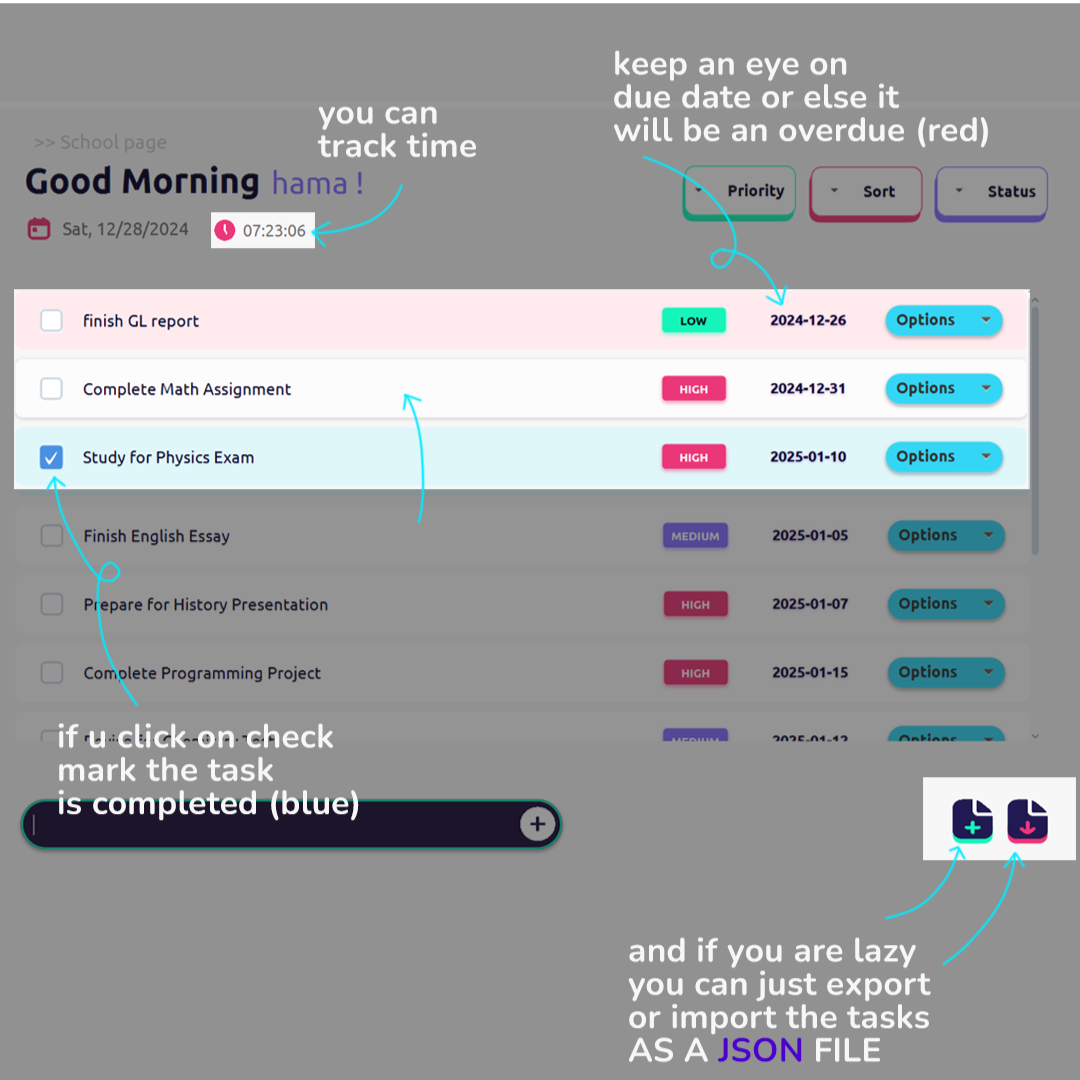 keep an eye on
due date or else it
will be an overdue (red)
you can
track time
>> School page
Good Morning hama !
Priority
Sort
Status
Sat, 12/28/2024
07:23:06
finish GL report LOW 2024-12-26 Options
Complete Math Assignment HIGH 2024-12-31 Options
Study for Physics Exam HIGH 2025-01-10 Options
Finish English Essay MEDIUM 2025-01-05 Options
Prepare for History Presentation HIGH 2025-01-07 Options
Complete Programming Project HIGH 2025-01-15 Options
MEDIUM 2025-01-12 Options
if u click on check
mark the task
is completed (blue)
and if you are lazy
you can just export
or import the tasks
AS A JSON FILE